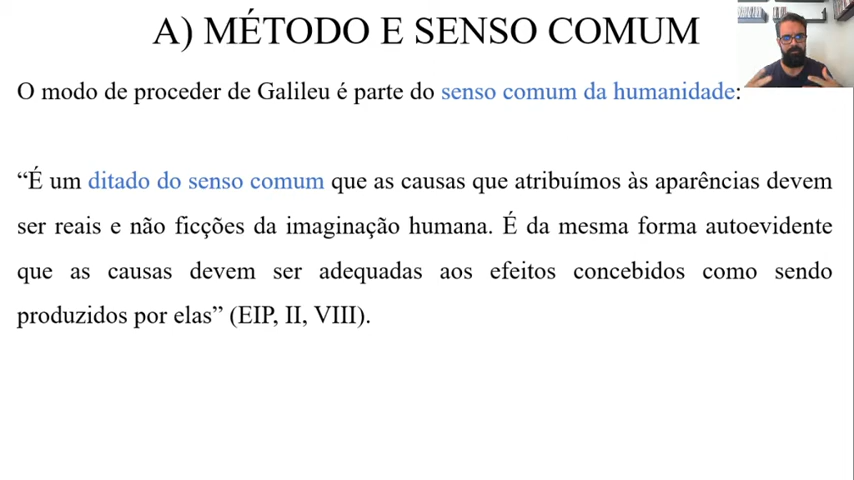 A) MÉTODO E SENSO COMUM
O modo de proceder de Galileu é parte do senso comum da humanidade:
“É um ditado do senso comum que as causas que atribuímos às aparências devem
ser reais e não ficções da imaginação humana. É da mesma forma autoevidente
que as causas devem ser adequadas aos efeitos concebidos como sendo
produzidos por elas” (EIP, II, VIII).